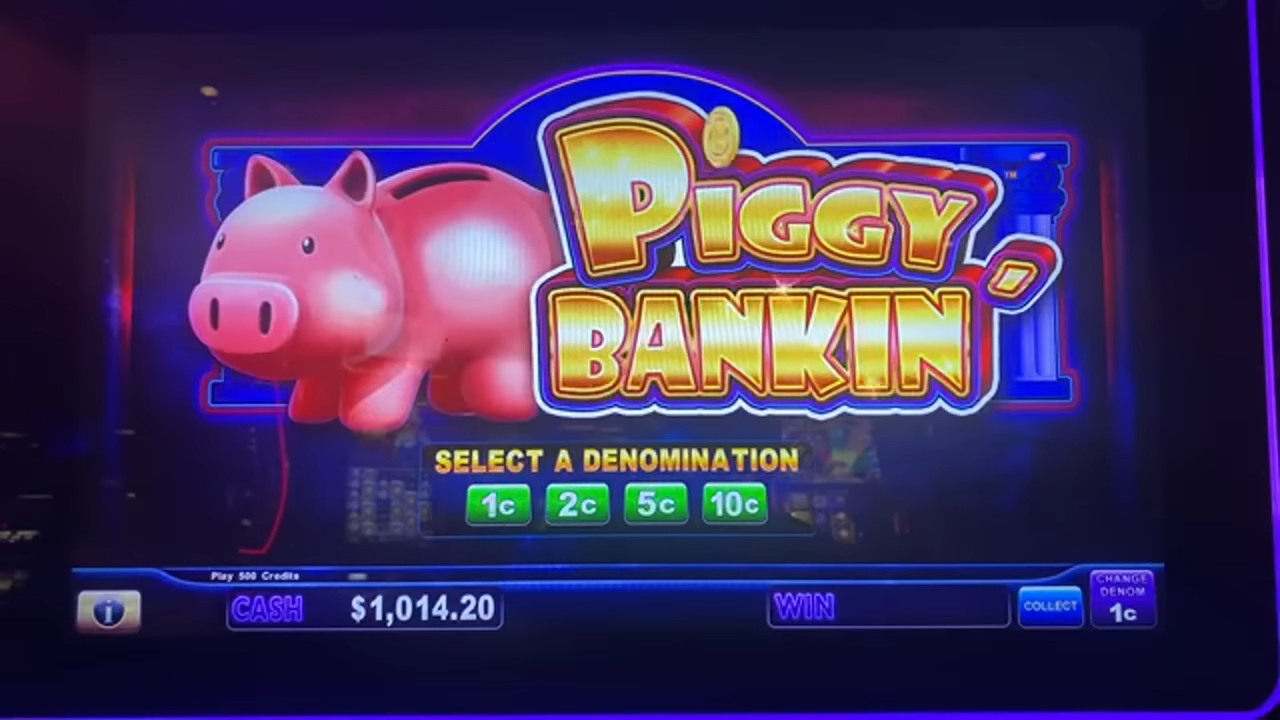 PIGGY
BANKIN'
™
SELECT A DENOMINATION
1c 2c 5c 10c
Play 500 Credits
CASH $1,014.20
WIN
COLLECT
CHANGE
DENOM
1c
i